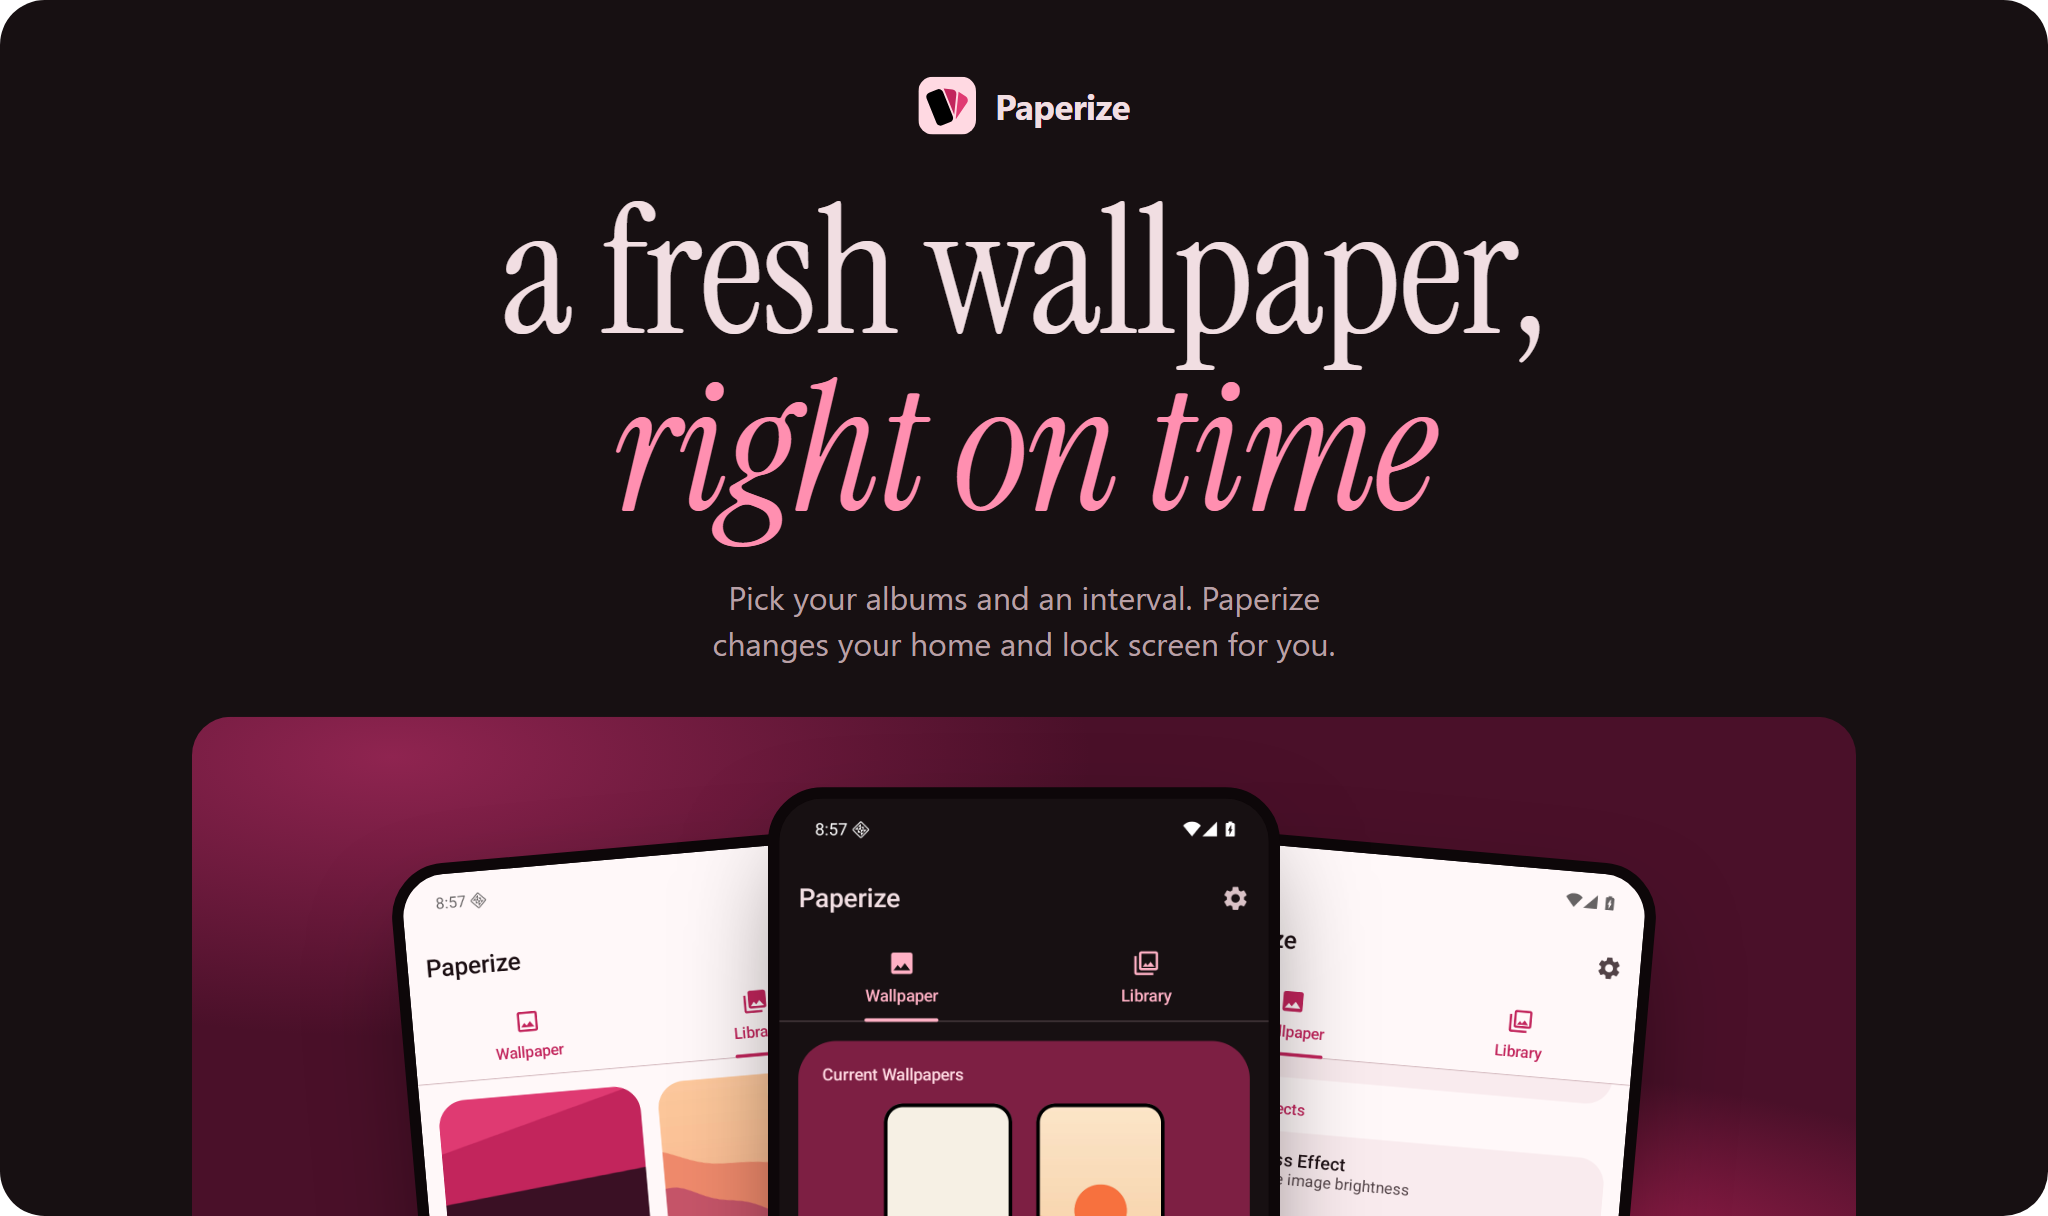 Paperize
a fresh wallpaper,
right on time
Pick your albums and an interval. Paperize
changes your home and lock screen for you.
8:57
Paperize
Wallpaper
8:57
Paperize
Wallpaper
Library
Current Wallpapers
Library
Effect
image brightness